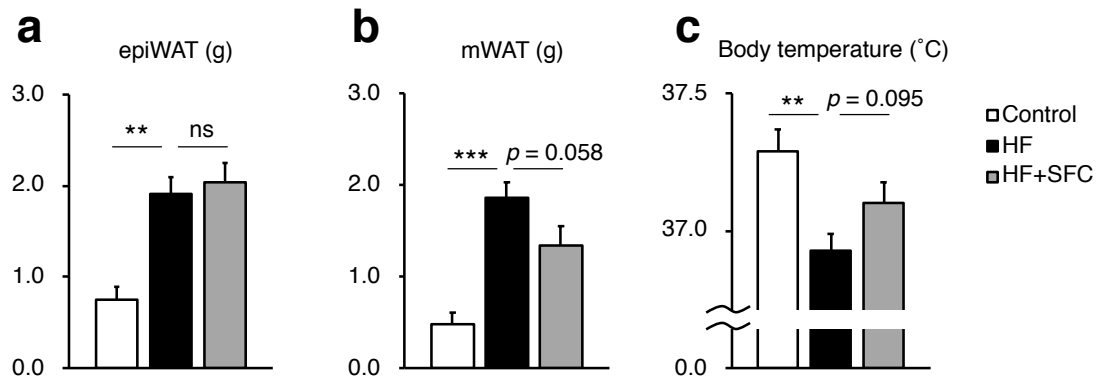 a
epiWAT (g)
3.0
2.0
1.0
0.0
**
ns
b
mWAT (g)
3.0
2.0
1.0
0.0
***
p = 0.058
c
Body temperature (˚C)
37.5
37.0
0.0
**
p = 0.095
Control
HF
HF+SFC